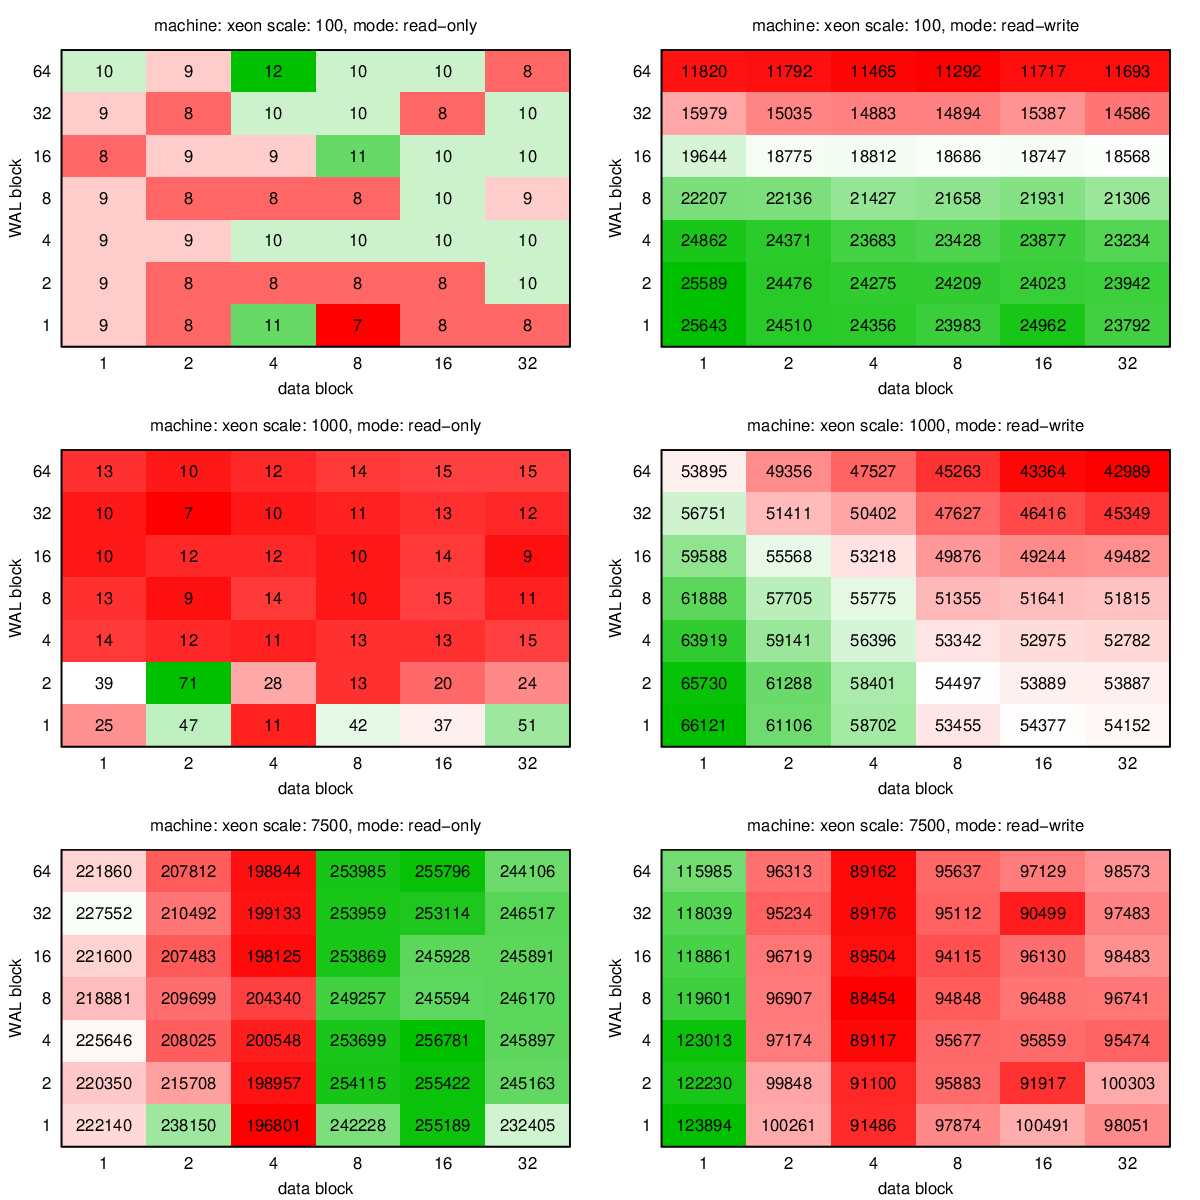 machine: xeon scale: 100, mode: read−only
64 10 9 12 10 10 8
32 9 8 10 10 8 10
16 8 9 9 11 10 10
8 9 8 8 8 10 9
4 9 9 10 10 10 10
2 9 8 8 8 8 10
1 9 8 11 7 8 8
1 2 4 8 16 32
WAL block
data block
machine: xeon scale: 100, mode: read−write
64 11820 11792 11465 11292 11717 11693
32 15979 15035 14883 14894 15387 14586
16 19644 18775 18812 18686 18747 18568
8 22207 22136 21427 21658 21931 21306
4 24862 24371 23683 23428 23877 23234
2 25589 24476 24275 24209 24023 23942
1 25643 24510 24356 23983 24962 23792
1 2 4 8 16 32
WAL block
data block
machine: xeon scale: 1000, mode: read−only
64 13 10 12 14 15 15
32 10 7 10 11 13 12
16 10 12 12 10 14 9
8 13 9 14 10 15 11
4 14 12 11 13 13 15
2 39 71 28 13 20 24
1 25 47 11 42 37 51
1 2 4 8 16 32
WAL block
data block
machine: xeon scale: 1000, mode: read−write
64 53895 49356 47527 45263 43364 42989
32 56751 51411 50402 47627 46416 45349
16 59588 55568 53218 49876 49244 49482
8 61888 57705 55775 51355 51641 51815
4 63919 59141 56396 53342 52975 52782
2 65730 61288 58401 54497 53889 53887
1 66121 61106 58702 53455 54377 54152
1 2 4 8 16 32
WAL block
data block
machine: xeon scale: 7500, mode: read−only
64 221860 207812 198844 253985 255796 244106
32 227552 210492 199133 253959 253114 246517
16 221600 207483 198125 253869 245928 245891
8 218881 209699 204340 249257 245594 246170
4 225646 208025 200548 253699 256781 245897
2 220350 215708 198957 254115 255422 245163
1 222140 238150 196801 242228 255189 232405
1 2 4 8 16 32
WAL block
data block
machine: xeon scale: 7500, mode: read−write
64 115985 96313 89162 95637 97129 98573
32 118039 95234 89176 95112 90499 97483
16 118861 96719 89504 94115 96130 98483
8 119601 96907 88454 94848 96488 96741
4 123013 97174 89117 95677 95859 95474
2 122230 99848 91100 95883 91917 100303
1 123894 100261 91486 97874 100491 98051
1 2 4 8 16 32
WAL block
data block